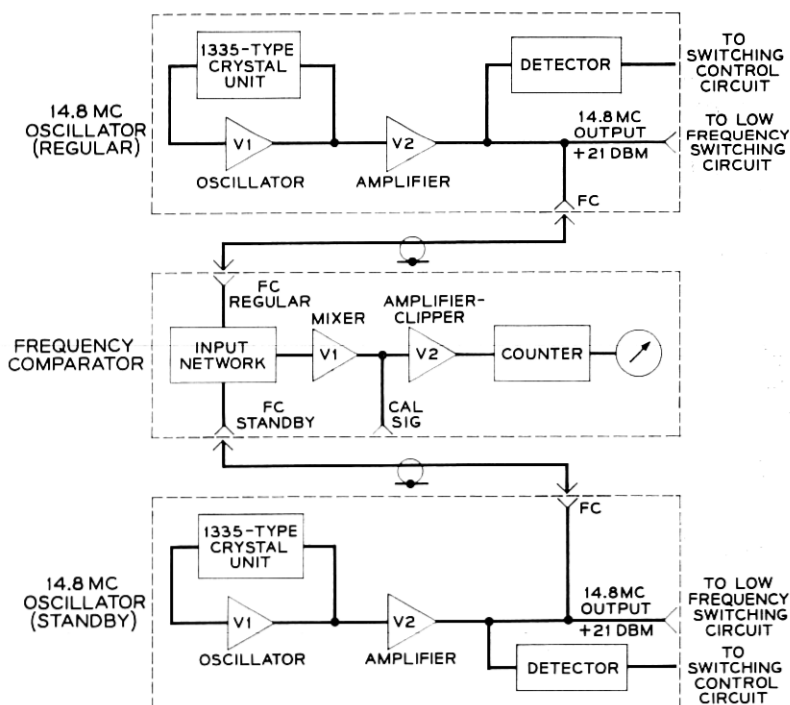 1335-TYPE
CRYSTAL
UNIT
DETECTOR
TO
SWITCHING
CONTROL
CIRCUIT
14.8 MC
OSCILLATOR
(REGULAR)
V1
OSCILLATOR
V2
AMPLIFIER
14.8 MC
OUTPUT
+21 DBM
TO LOW
FREQUENCY
SWITCHING
CIRCUIT
FC
FC
REGULAR
MIXER
AMPLIFIER-
CLIPPER
FREQUENCY
COMPARATOR
INPUT
NETWORK
V1
V2
COUNTER
FC
STANDBY
CAL
SIG
FC
1335-TYPE
CRYSTAL
UNIT
14.8 MC
OSCILLATOR
(STANDBY)
V1
OSCILLATOR
V2
AMPLIFIER
14.8MC
OUTPUT
+21 DBM
TO LOW
FREQUENCY
SWITCHING
CIRCUIT
DETECTOR
TO
SWITCHING
CONTROL
CIRCUIT